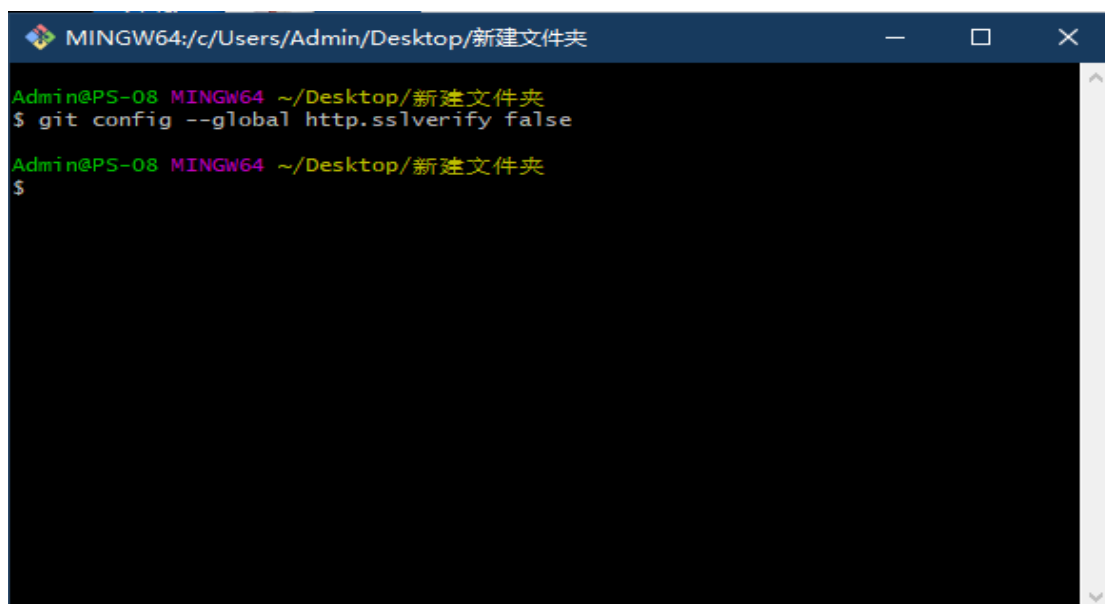 MINGW64:/c/Users/Admin/Desktop/新建文件夹
Admin@PS-08 MINGW64 ~/Desktop/新建文件夹
$ git config --global http.sslverify false
Admin@PS-08 MINGW64 ~/Desktop/新建文件夹
$